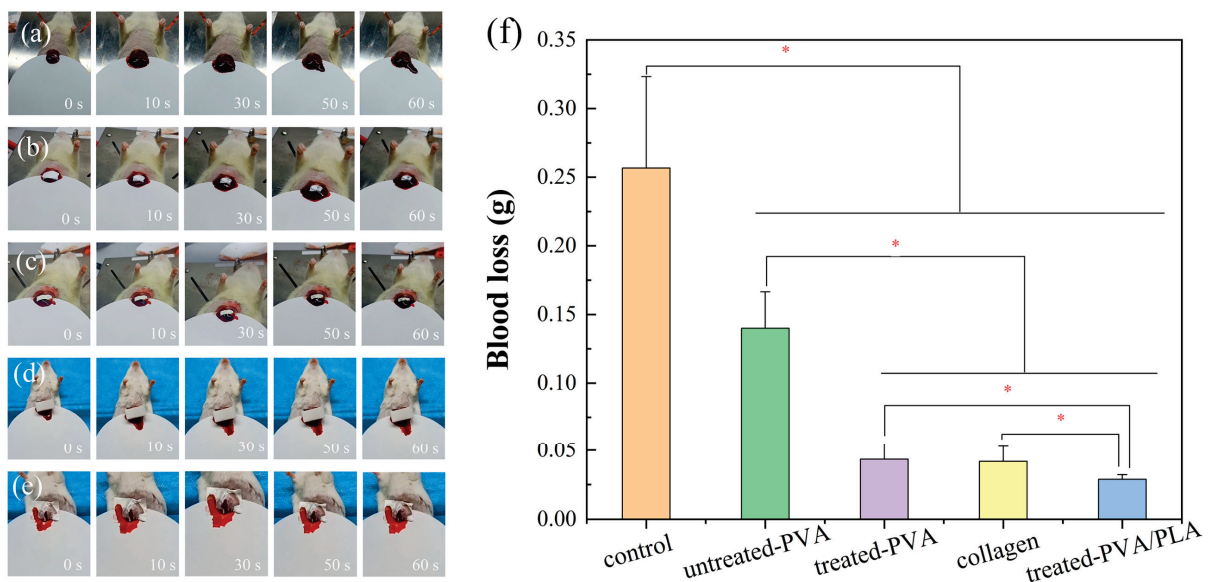 (a)
0 s 10 s 30 s 50 s 60 s
(b)
0 s 10 s 30 s 50 s 60 s
(c)
0 s 10 s 30 s 50 s 60 s
(d)
0 s 10 s 30 s 50 s 60 s
(e)
0 s 10 s 30 s 50 s 60 s
(f)
Blood loss (g)
0.35
0.30
0.25
0.20
0.15
0.10
0.05
0.00
*
*
*
*
control untreated-PVA treated-PVA collagen treated-PVA/PLA